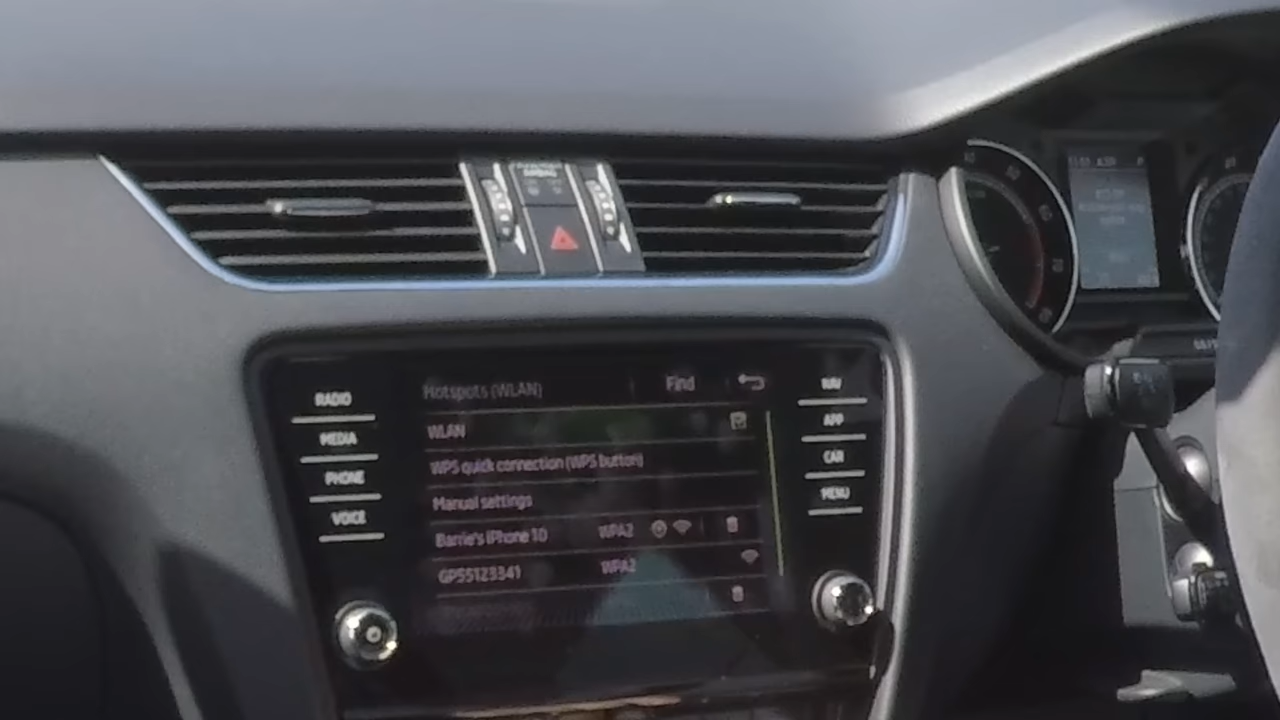 AIRBAG
RADIO
MEDIA
PHONE
VOICE
Hotspots (WLAN)
Find
WLAN
WPS quick connection (WPS button)
Manual settings
Barrie's iPhone 10 WPA2
GP55123341 WPA2
NAV
APP
CAR
MENU